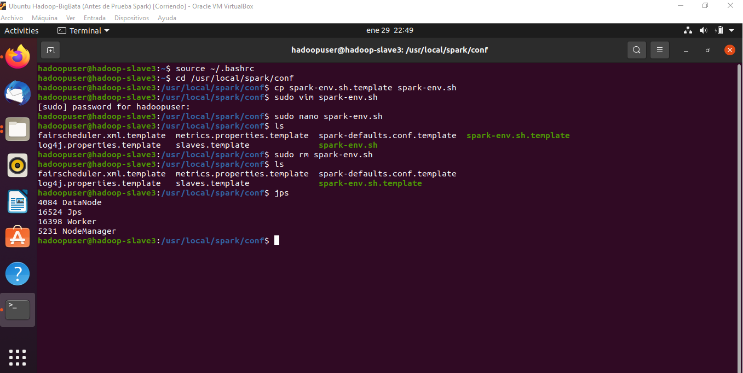 Ubuntu Hadoop-BigBata (Antes de Prueba Spark) [Corriendo] - Oracle VM VirtualBox
Archivo Máquina Ver Entrada Dispositivos Ayuda
Activities Terminal ene 29 22:49
hadoopuser@hadoop-slave3: /usr/local/spark/conf
hadoopuser@hadoop-slave3:~$ source ~/.bashrc
hadoopuser@hadoop-slave3:~$ cd /usr/local/spark/conf
hadoopuser@hadoop-slave3:/usr/local/spark/conf$ cp spark-env.sh.template spark-env.sh
hadoopuser@hadoop-slave3:/usr/local/spark/conf$ sudo vim spark-env.sh
[sudo] password for hadoopuser:
hadoopuser@hadoop-slave3:/usr/local/spark/conf$ sudo nano spark-env.sh
hadoopuser@hadoop-slave3:/usr/local/spark/conf$ ls
fairscheduler.xml.template metrics.properties.template spark-defaults.conf.template spark-env.sh.template
log4j.properties.template slaves.template spark-env.sh
hadoopuser@hadoop-slave3:/usr/local/spark/conf$ sudo rm spark-env.sh
hadoopuser@hadoop-slave3:/usr/local/spark/conf$ ls
fairscheduler.xml.template metrics.properties.template spark-defaults.conf.template
log4j.properties.template slaves.template spark-env.sh.template
hadoopuser@hadoop-slave3:/usr/local/spark/conf$ jps
4084 DataNode
16524 Jps
16398 Worker
5231 NodeManager
hadoopuser@hadoop-slave3:/usr/local/spark/conf$